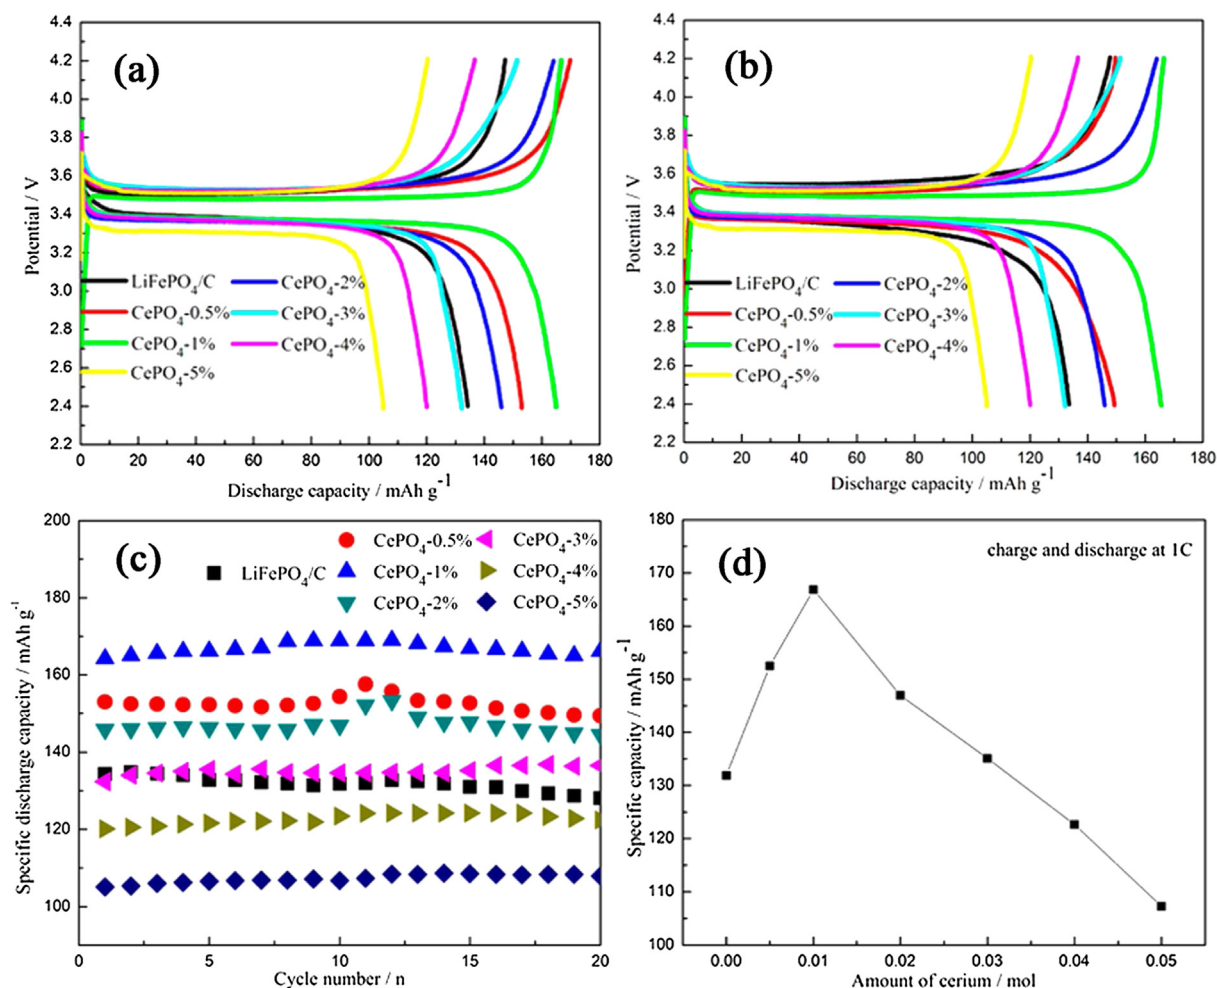 (a)
4.4
4.2
4.0
3.8
3.6
3.4
3.3
3.0
2.8
2.6
2.4
2.2
Potential / V
LiFePO4/C
CePO4-2%
CePO4-0.5%
CePO4-3%
CePO4-1%
CePO4-4%
CePO4-5%
0 20 40 60 80 100 120 140 160 180
Discharge capacity / mAh g-1
(b)
4.4
4.2
4.0
3.8
3.6
3.4
3.2
3.0
2.8
2.6
2.4
2.2
Potential / V
LiFePO4/C
CePO4-2%
CePO4-0.5%
CePO4-3%
CePO4-1%
CePO4-4%
CePO4-5%
0 20 40 60 80 100 120 140 160 180
Discharge capacity / mAh g-1
(c)
200
180
160
140
120
100
Specific discharge capacity / mAh g-1
CePO4-0.5%
CePO4-3%
LiFePO4/C
CePO4-1%
CePO4-4%
CePO4-2%
CePO4-5%
0 5 10 15 20
Cycle number / n
(d)
180
170
160
150
140
130
120
110
100
Specific capacity / mAh g-1
charge and discharge at 1C
0.00 0.01 0.02 0.03 0.04 0.05
Amount of cerium / mol